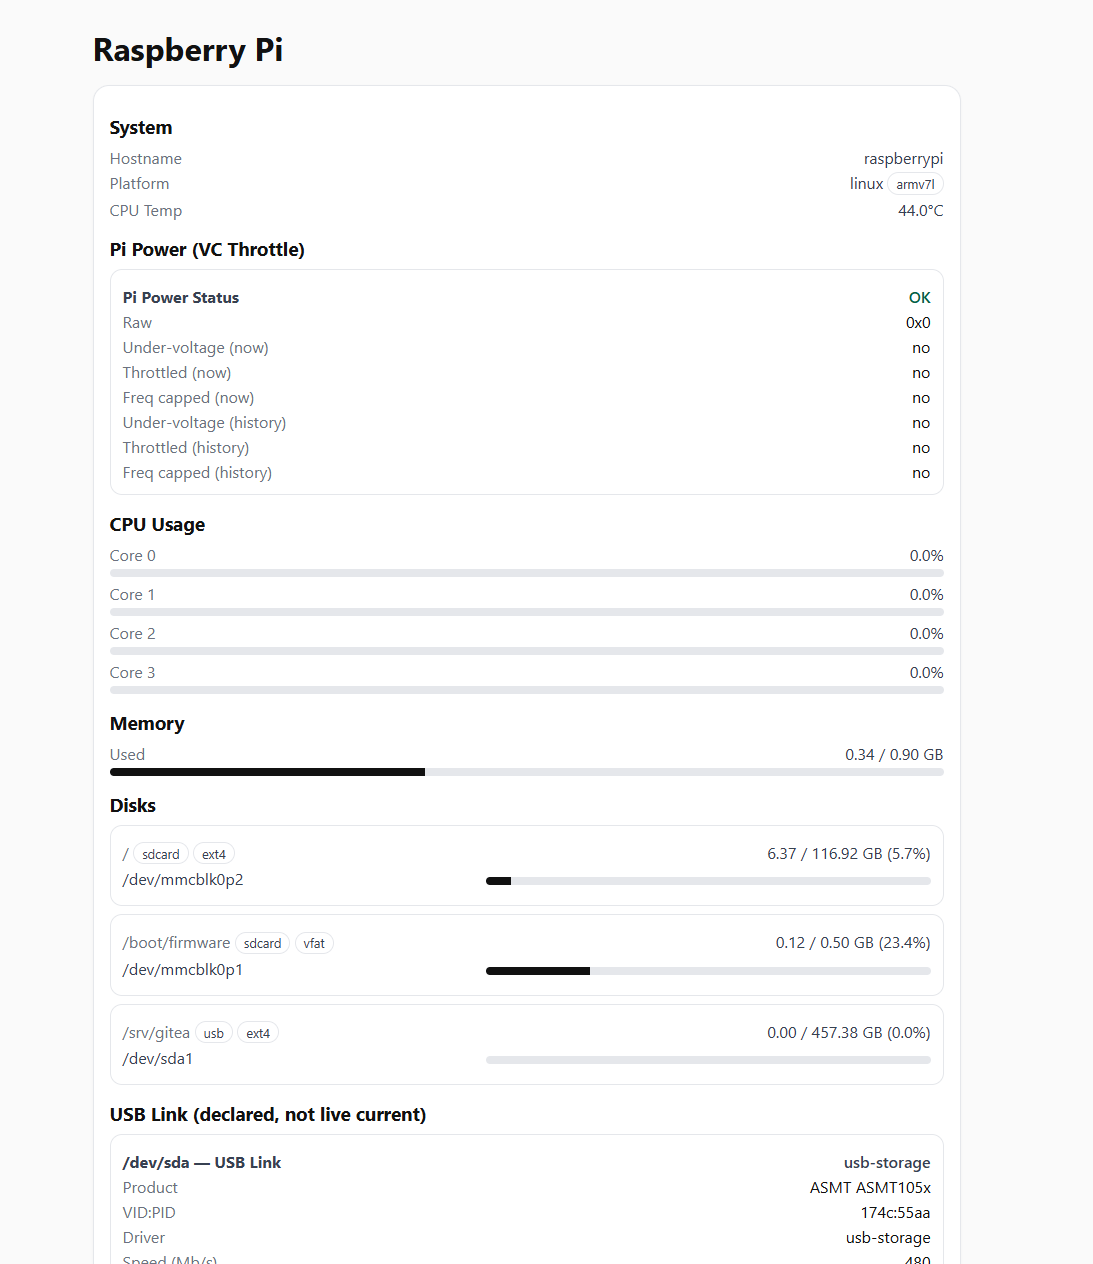 Raspberry Pi
System
Hostname raspberrypi
Platform linux armv7l
CPU Temp 44.0°C
Pi Power (VC Throttle)
Pi Power Status OK
Raw 0x0
Under-voltage (now) no
Throttled (now) no
Freq capped (now) no
Under-voltage (history) no
Throttled (history) no
Freq capped (history) no
CPU Usage
Core 0 0.0%
Core 1 0.0%
Core 2 0.0%
Core 3 0.0%
Memory
Used 0.34 / 0.90 GB
Disks
/ sdcard ext4 6.37 / 116.92 GB (5.7%)
/dev/mmcblk0p2
/boot/firmware sdcard vfat 0.12 / 0.50 GB (23.4%)
/dev/mmcblk0p1
/srv/gitea usb ext4 0.00 / 457.38 GB (0.0%)
/dev/sda1
USB Link (declared, not live current)
/dev/sda — USB Link usb-storage
Product ASMT ASMT105x
VID:PID 174c:55aa
Driver usb-storage
Speed (Mb/s) 480